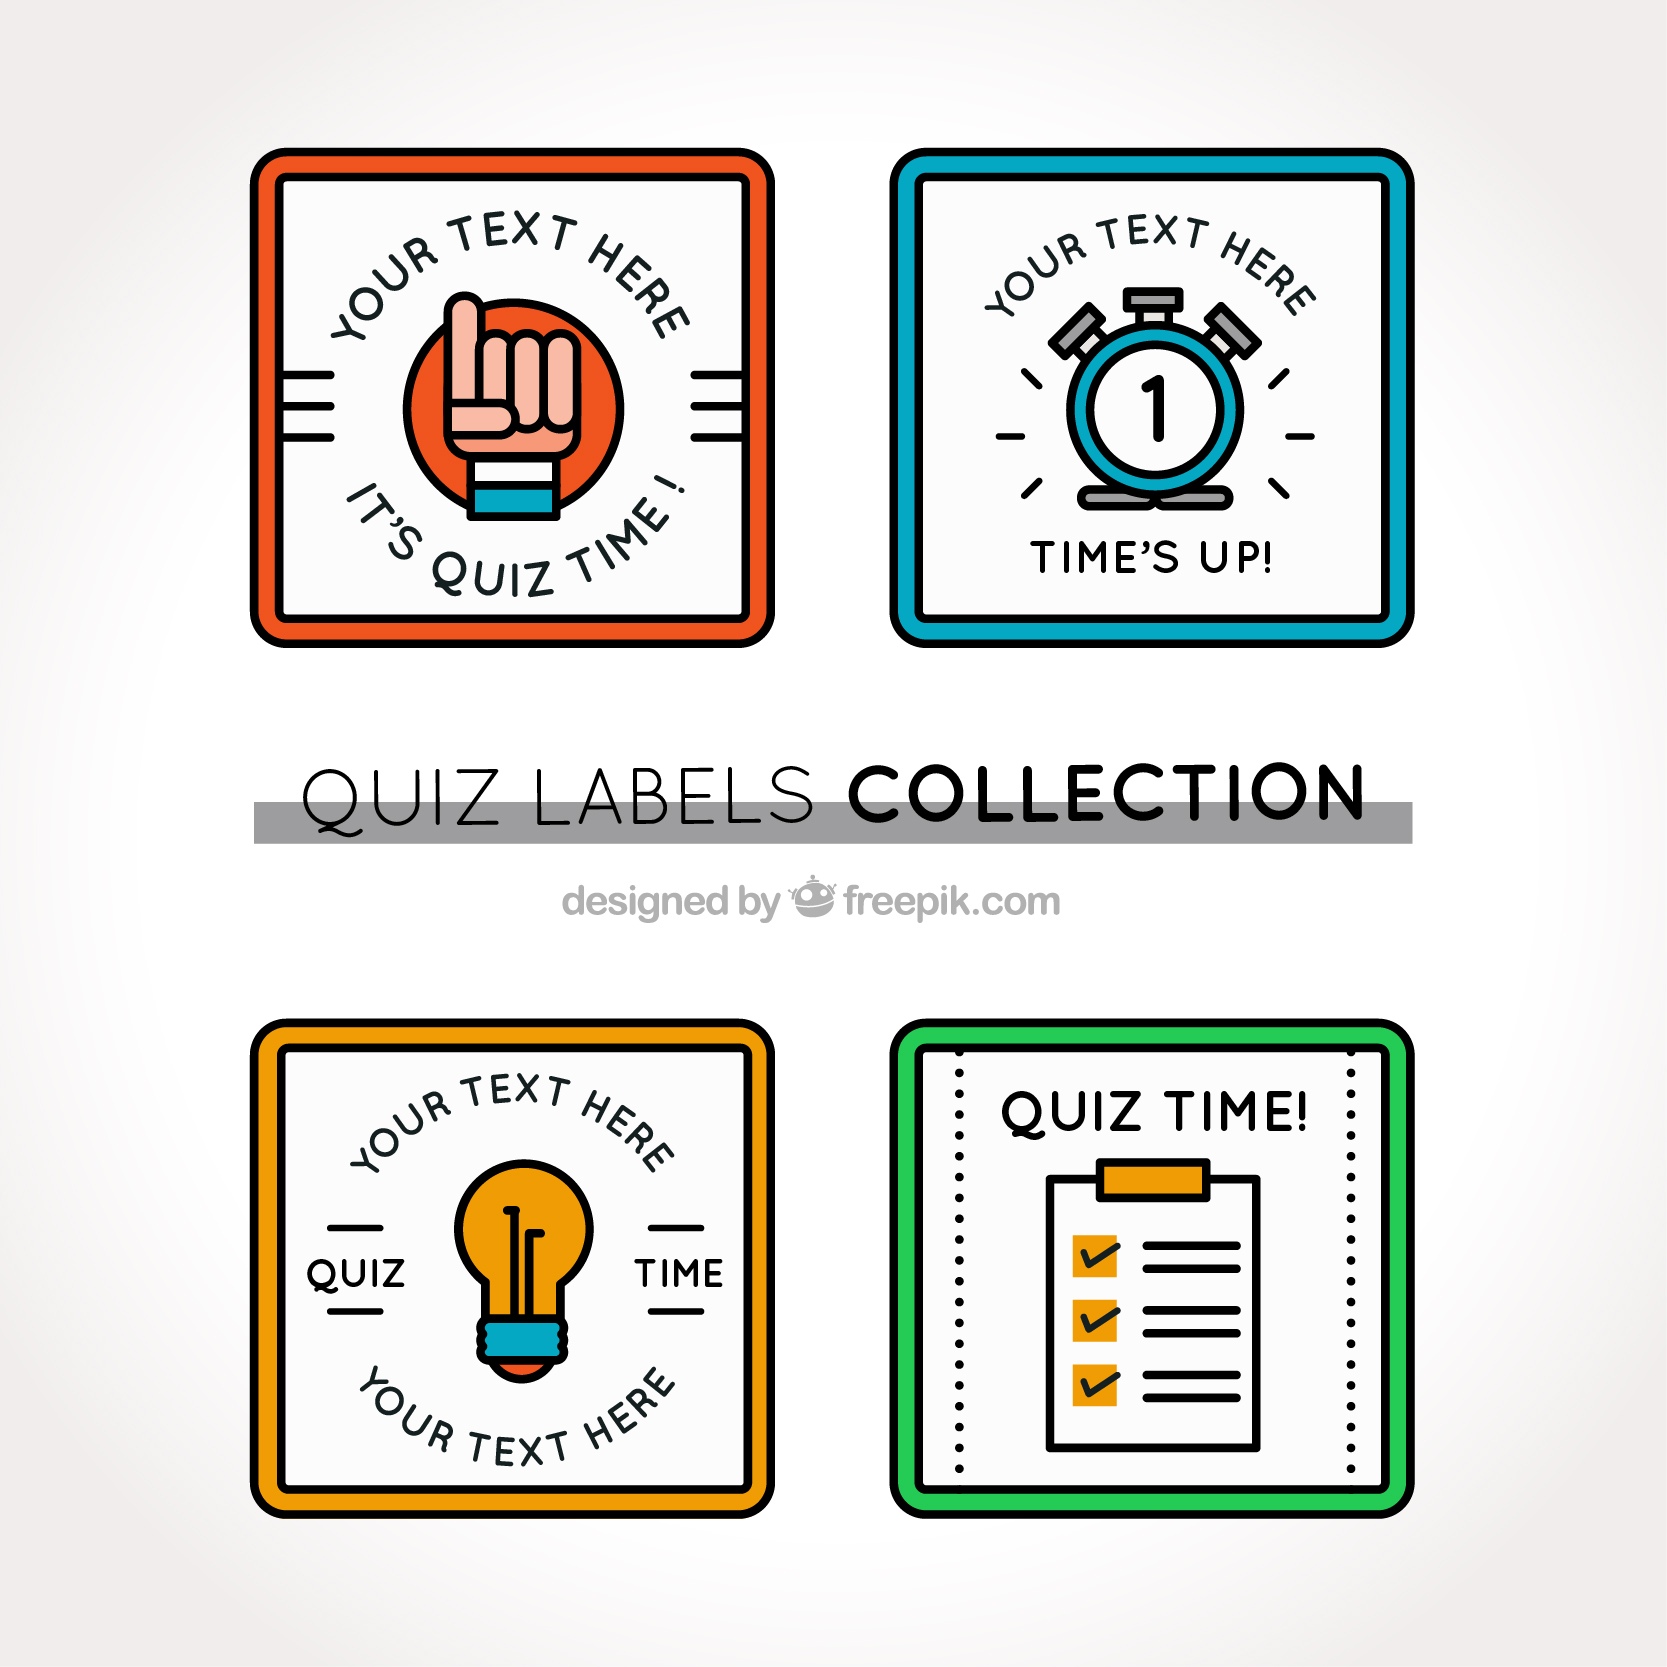 YOUR TEXT HERE
IT'S QUIZ TIME !
YOUR TEXT HERE
1
TIME'S UP!
QUIZ LABELS COLLECTION
designed by freepik.com
YOUR TEXT HERE
QUIZ
TIME
YOUR TEXT HERE
QUIZ TIME!